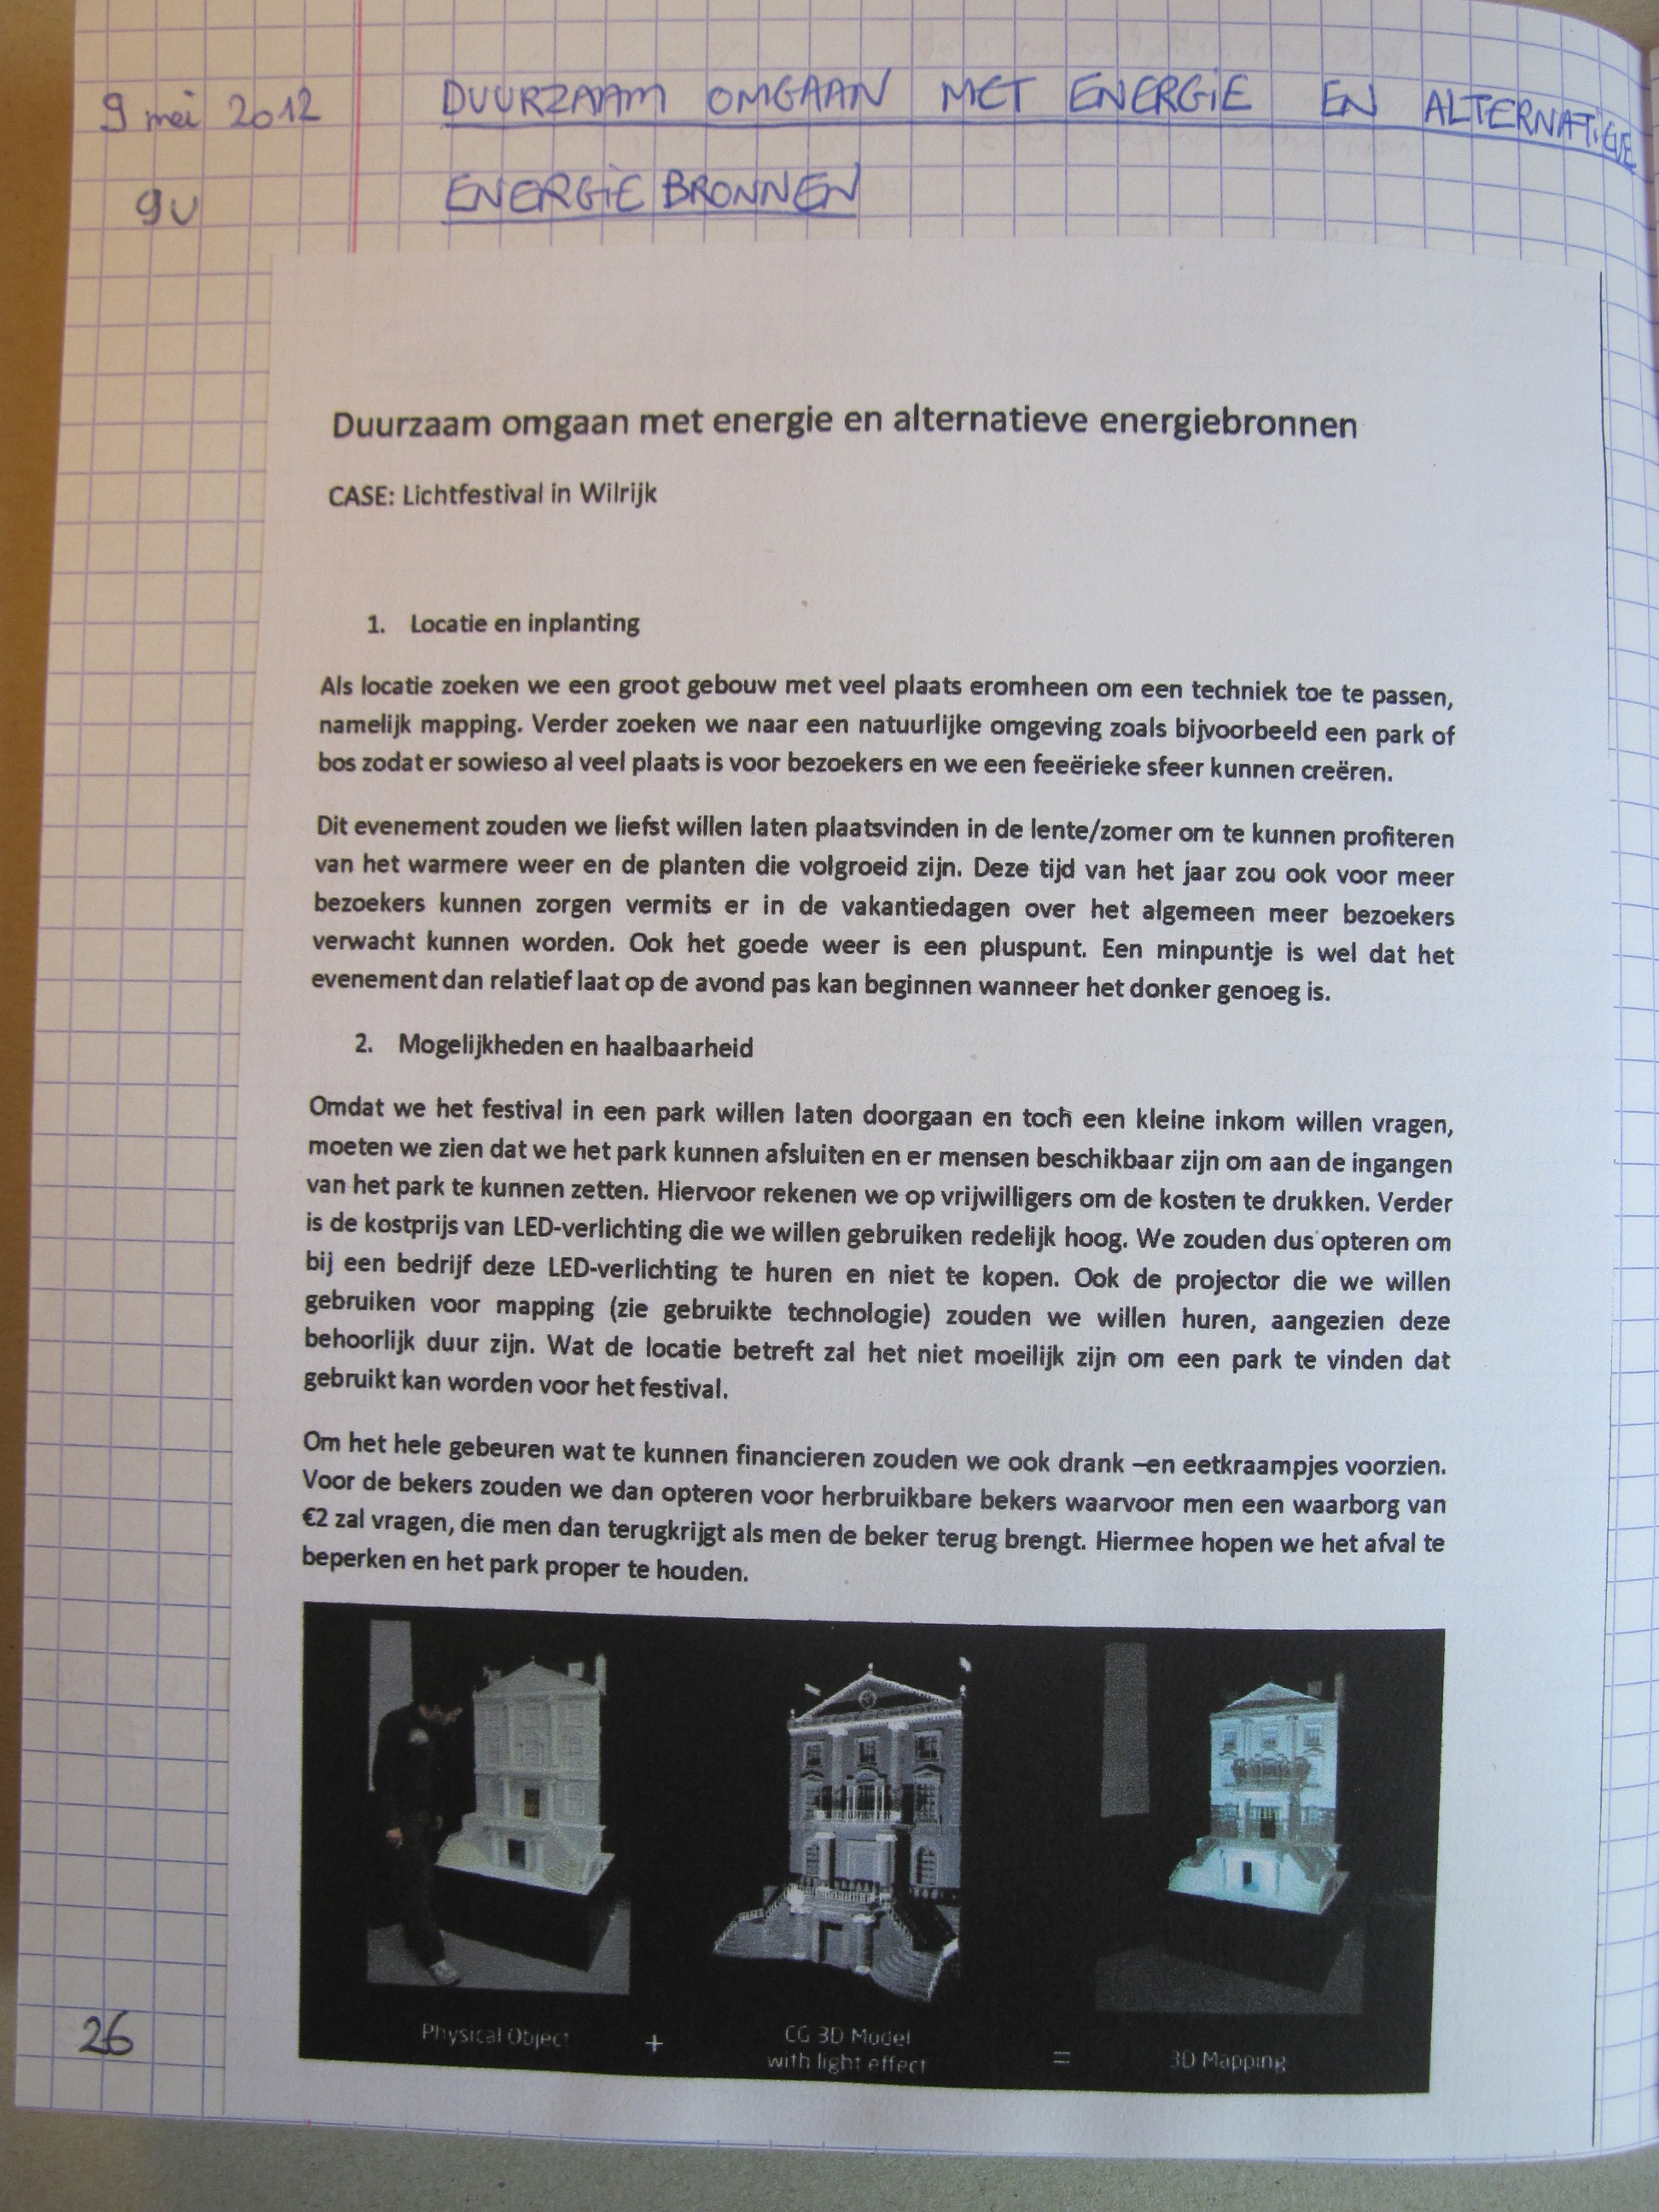 9 mei 2012
DUURZAAM OMGAAN MET ENERGIE EN ALTERNATIEVE
9u
ENERGIE BRONNEN
Duurzaam omgaan met energie en alternatieve energiebronnen
CASE: Lichtfestival in Wilrijk
1. Locatie en inplanting
Als locatie zoeken we een groot gebouw met veel plaats eromheen om een techniek toe te passen,
namelijk mapping. Verder zoeken we naar een natuurlijke omgeving zoals bijvoorbeeld een park of
bos zodat er sowieso al veel plaats is voor bezoekers en we een feeërieke sfeer kunnen creëren.
Dit evenement zouden we liefst willen laten plaatsvinden in de lente/zomer om te kunnen profiteren
van het warmere weer en de planten die volgroeid zijn. Deze tijd van het jaar zou ook voor meer
bezoekers kunnen zorgen vermits er in de vakantiedagen over het algemeen meer bezoekers
verwacht kunnen worden. Ook het goede weer is een pluspunt. Een minpuntje is wel dat het
evenement dan relatief laat op de avond pas kan beginnen wanneer het donker genoeg is.
2. Mogelijkheden en haalbaarheid
Omdat we het festival in een park willen laten doorgaan en toch een kleine inkom willen vragen,
moeten we zien dat we het park kunnen afsluiten en er mensen beschikbaar zijn om aan de ingangen
van het park te kunnen zetten. Hiervoor rekenen we op vrijwilligers om de kosten te drukken. Verder
is de kostprijs van LED-verlichting die we willen gebruiken redelijk hoog. We zouden dus opteren om
bij een bedrijf deze LED-verlichting te huren en niet te kopen. Ook de projector die we willen
gebruiken voor mapping (zie gebruikte technologie) zouden we willen huren, aangezien deze
behoorlijk duur zijn. Wat de locatie betreft zal het niet moeilijk zijn om een park te vinden dat
gebruikt kan worden voor het festival.
Om het hele gebeuren wat te kunnen financieren zouden we ook drank –en eetkraampjes voorzien.
Voor de bekers zouden we dan opteren voor herbruikbare bekers waarvoor men een waarborg van
€2 zal vragen, die men dan terugkrijgt als men de beker terug brengt. Hiermee hopen we het afval te
beperken en het park proper te houden.
Physical Object + CG 3D Model
with light effect = 3D Mapping
26